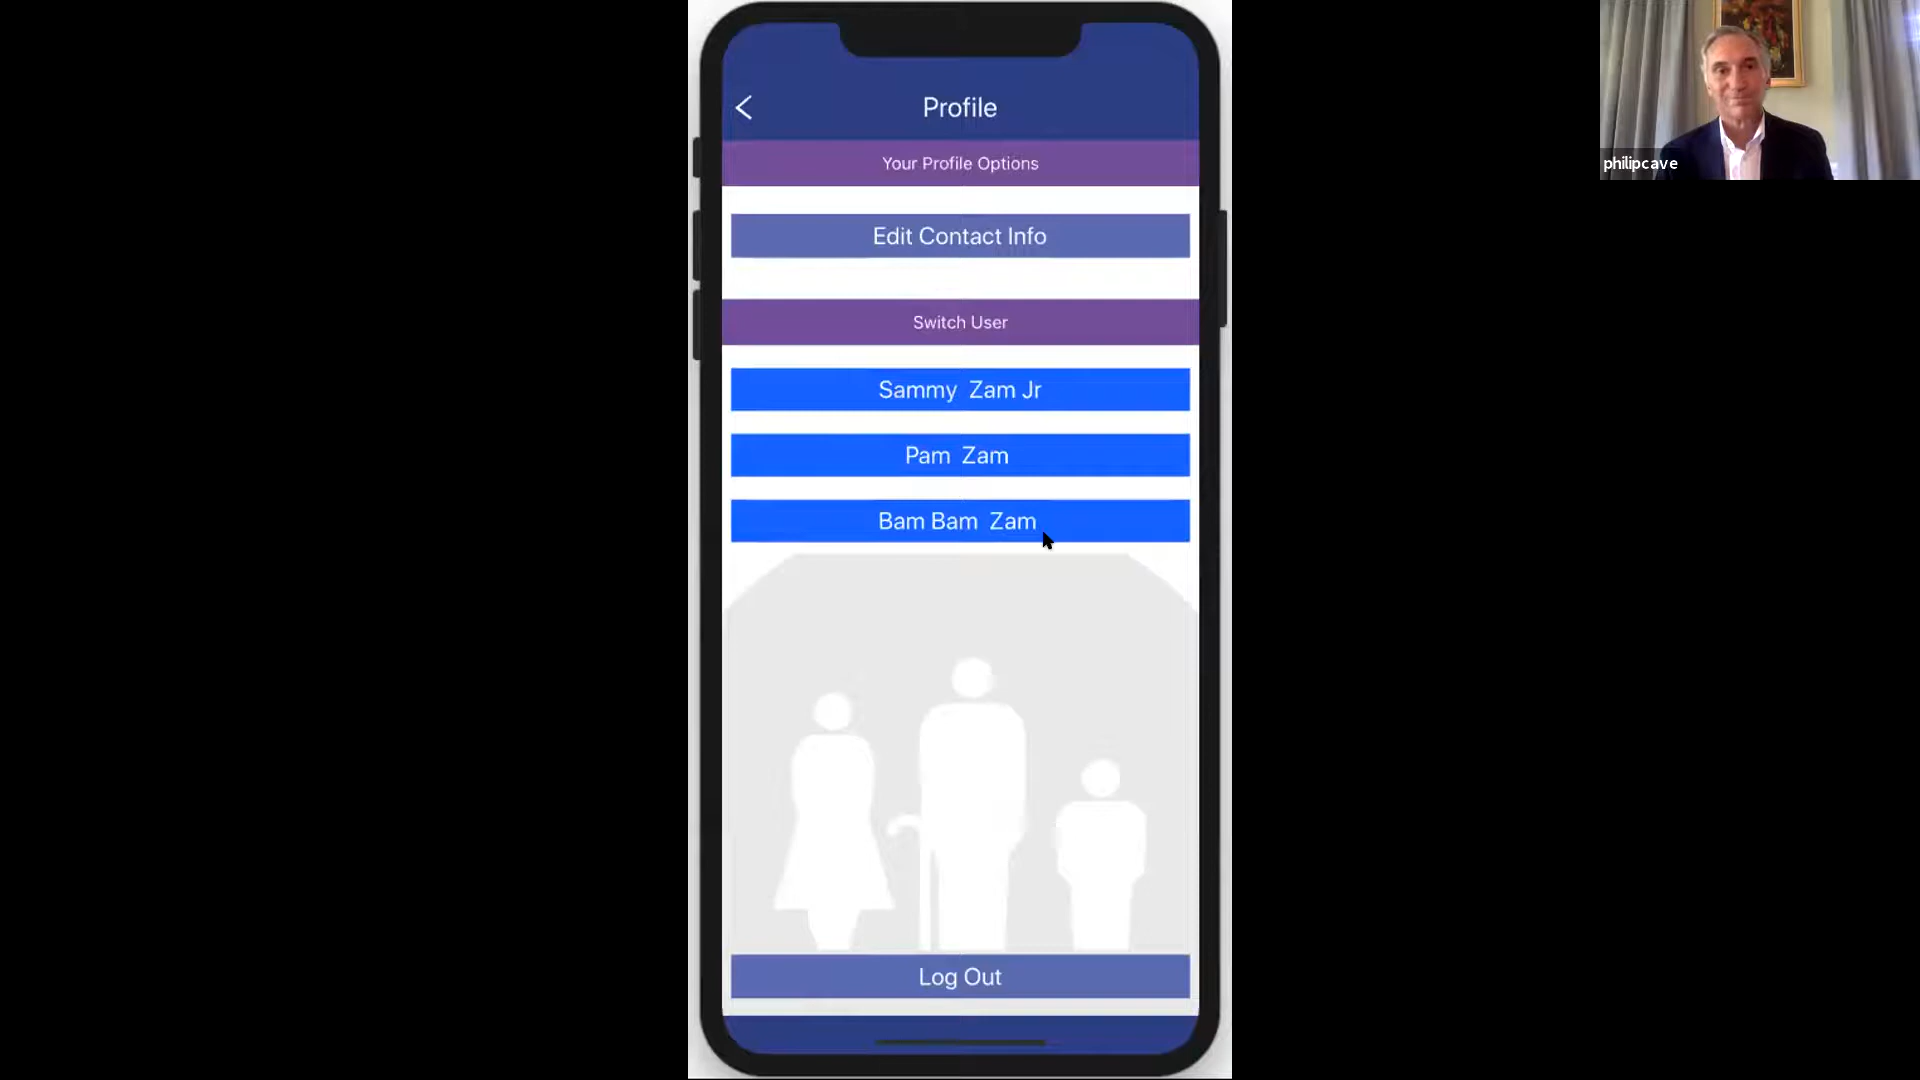 Profile
Your Profile Options
Edit Contact Info
Switch User
Sammy  Zam Jr
Pam  Zam
Bam Bam  Zam
Log Out
philipcave